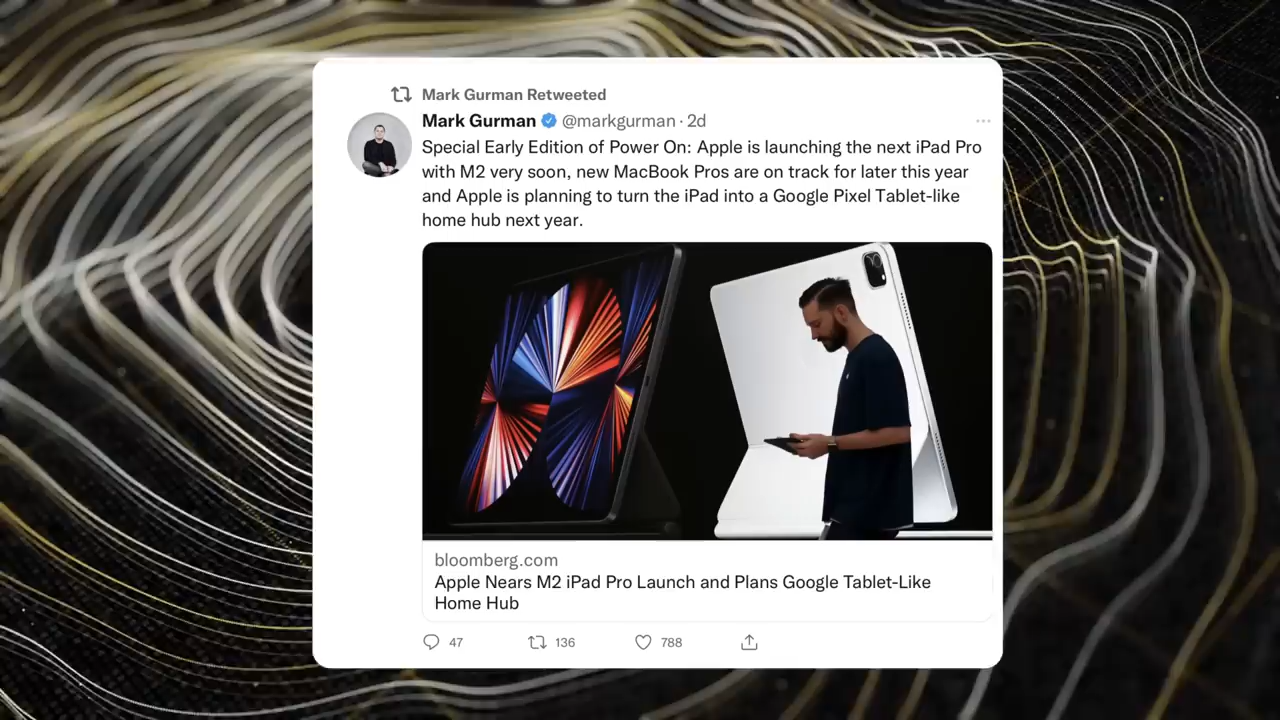 Mark Gurman Retweeted
Mark Gurman @markgurman · 2d
Special Early Edition of Power On: Apple is launching the next iPad Pro
with M2 very soon, new MacBook Pros are on track for later this year
and Apple is planning to turn the iPad into a Google Pixel Tablet-like
home hub next year.
bloomberg.com
Apple Nears M2 iPad Pro Launch and Plans Google Tablet-Like
Home Hub
47 136 788